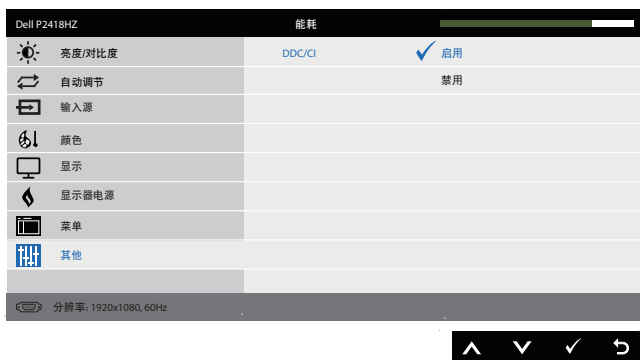 Dell P2418HZ 能耗
亮度/对比度 DDC/CI 启用
自动调节 禁用
输入源
颜色
显示
显示器电源
菜单
其他
分辨率: 1920x1080, 60Hz